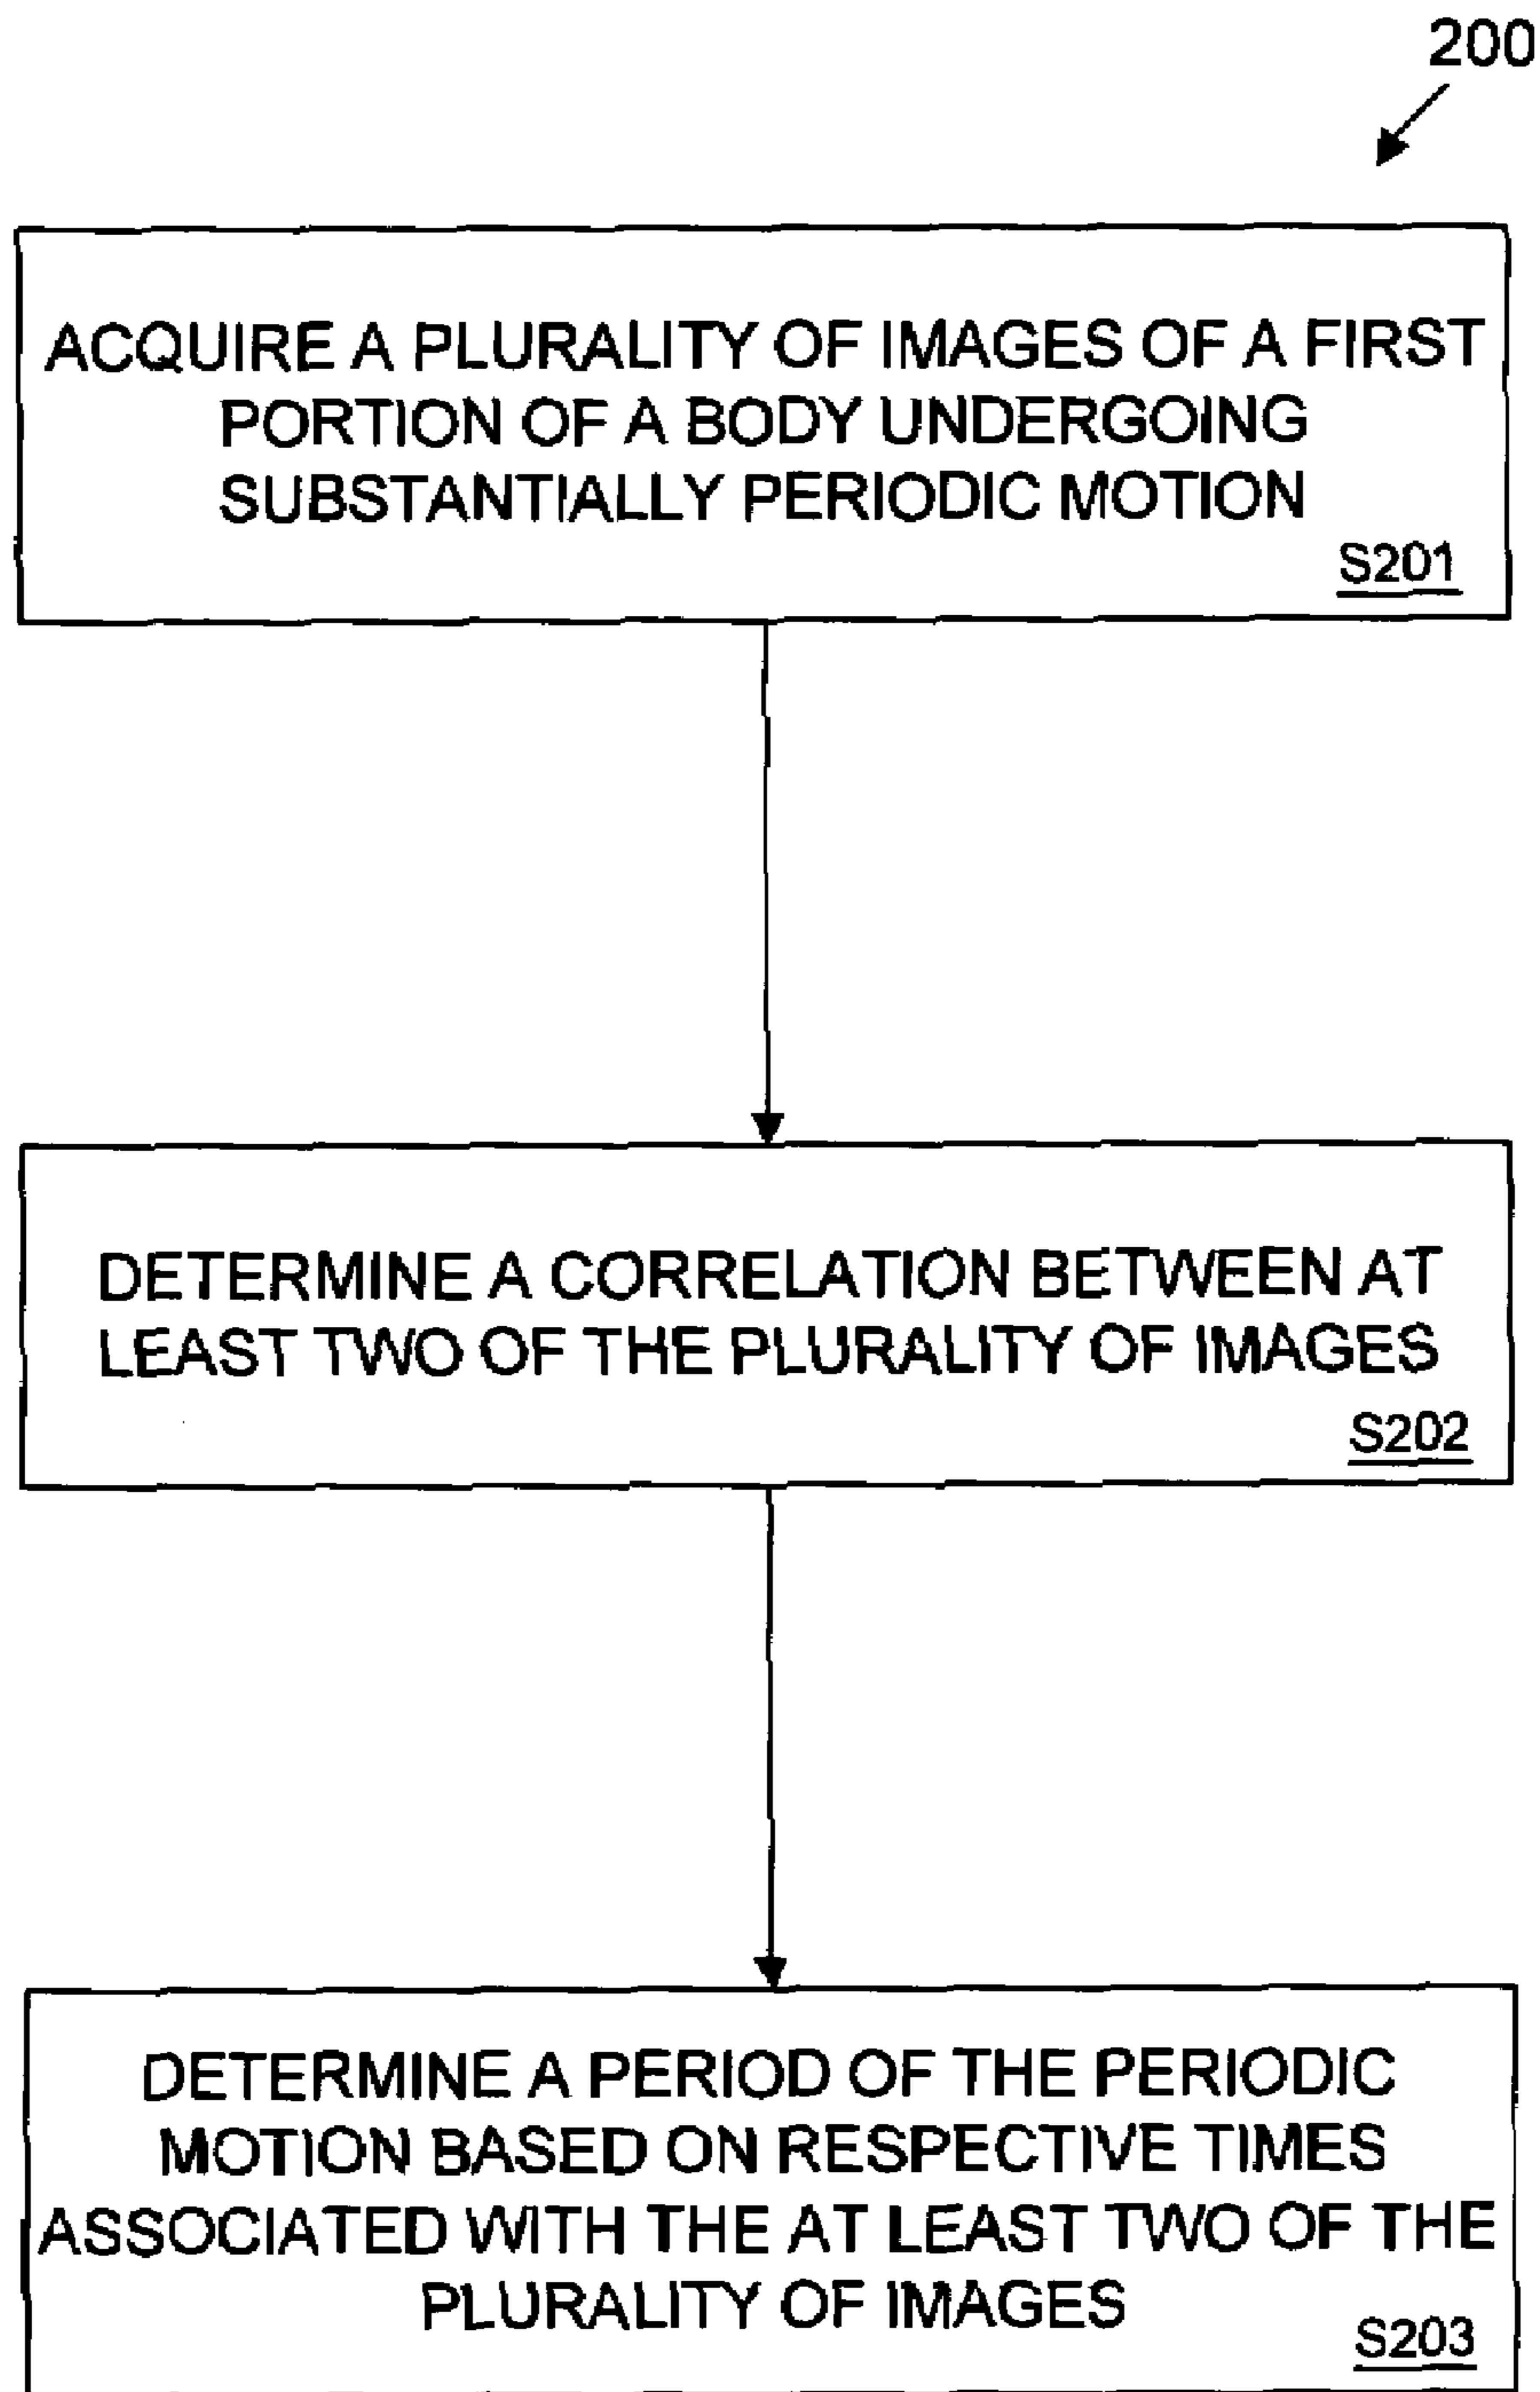 200
ACQUIRE A PLURALITY OF IMAGES OF A FIRST
PORTION OF A BODY UNDERGOING
SUBSTANTIALLY PERIODIC MOTION
S201
DETERMINE A CORRELATION BETWEEN AT
LEAST TWO OF THE PLURALITY OF IMAGES
S202
DETERMINE A PERIOD OF THE PERIODIC
MOTION BASED ON RESPECTIVE TIMES
ASSOCIATED WITH THE AT LEAST TWO OF THE
PLURALITY OF IMAGES
S203